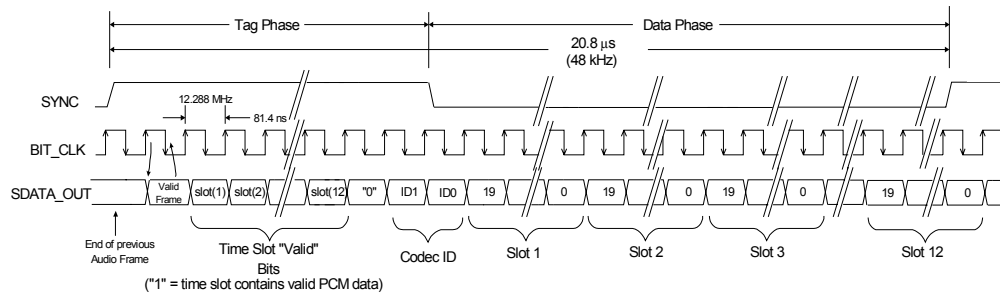 Tag Phase
Data Phase
20.8 μs
(48 kHz)
SYNC
12.288 MHz
81.4 ns
BIT_CLK
SDATA_OUT
Valid
Frame
slot(1)
slot(2)
slot(12
"0"
ID1
ID0
19
0
19
0
19
0
19
0
End of previous
Audio Frame
Time Slot "Valid"
Bits
("1" = time slot contains valid PCM data)
Codec ID
Slot 1
Slot 2
Slot 3
Slot 12